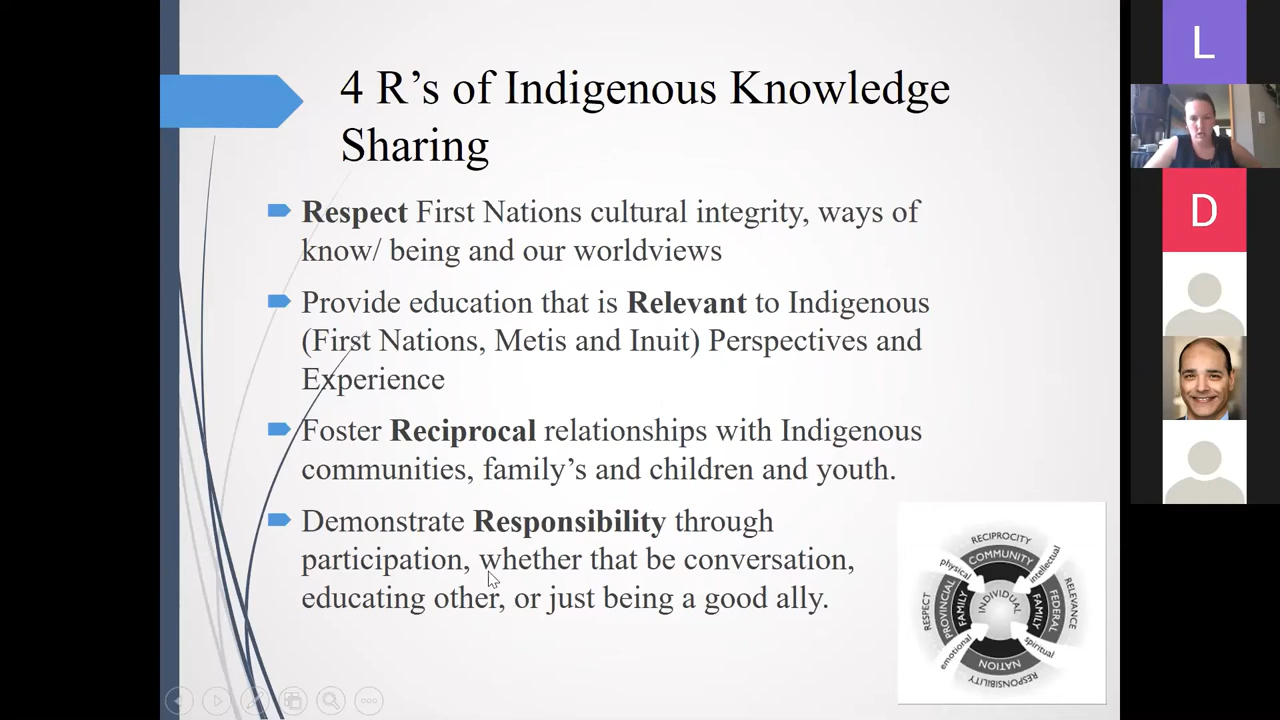 4 R’s of Indigenous Knowledge
Sharing
Respect First Nations cultural integrity, ways of
know/ being and our worldviews
Provide education that is Relevant to Indigenous
(First Nations, Metis and Inuit) Perspectives and
Experience
Foster Reciprocal relationships with Indigenous
communities, family’s and children and youth.
Demonstrate Responsibility through
participation, whether that be conversation,
educating other, or just being a good ally.
RECIPROCITY
COMMUNITY
physical
intellectual
RESPECT
PROVINCIAL
FAMILY
INDIVIDUAL
FAMILY
FEDERAL
RELEVANCE
emotional
spiritual
NATION
RESPONSIBILITY
L
D